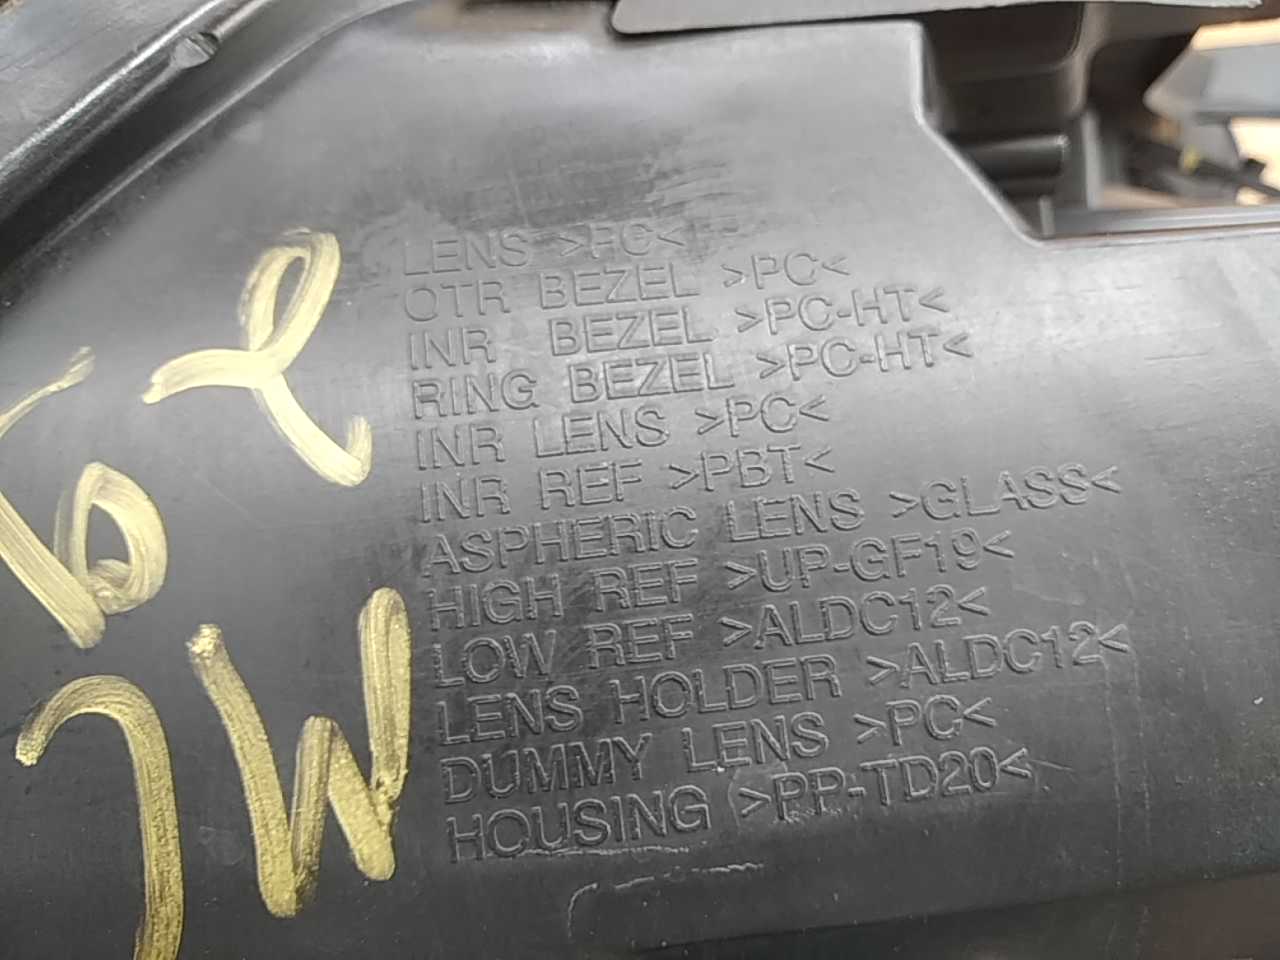 LENS >PC<
OTR BEZEL >PC<
INR BEZEL >PC-HT<
RING BEZEL >PC-HT<
INR LENS >PC<
INR REF >PBT<
ASPHERIC LENS >GLASS<
HIGH REF >UP-GF19<
LOW REF >ALDC12<
LENS HOLDER >ALDC12<
DUMMY LENS >PC<
HOUSING >PP-TD20<